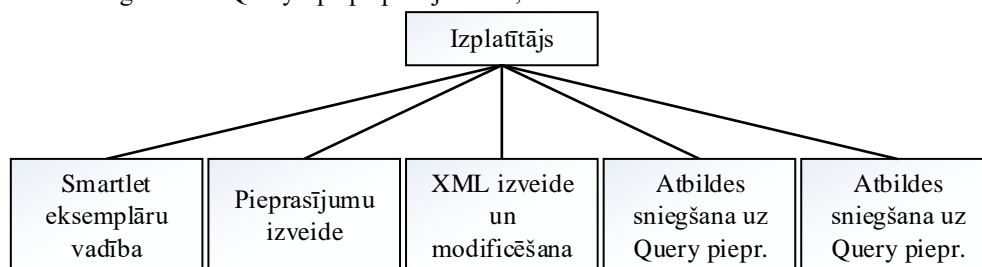 Izplatītājs
Smartlet
eksemplāru
vadība
Pieprasījumu
izveide
XML izveide
un
modificēšana
Atbildes
sniegšana uz
Query piepr.
Atbildes
sniegšana uz
Query piepr.